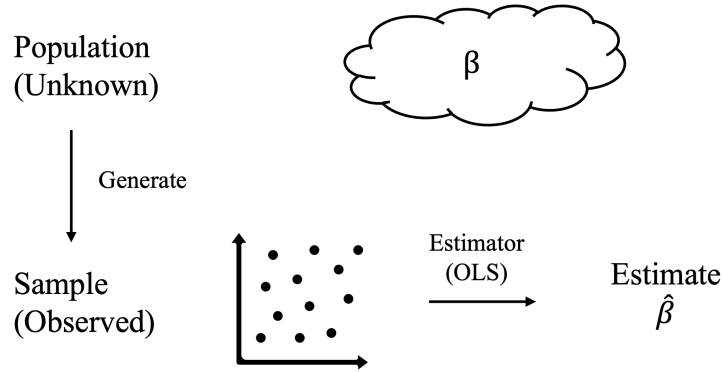 Population
(Unknown)
β
Generate
Sample
(Observed)
Estimator
(OLS)
Estimate
β̂